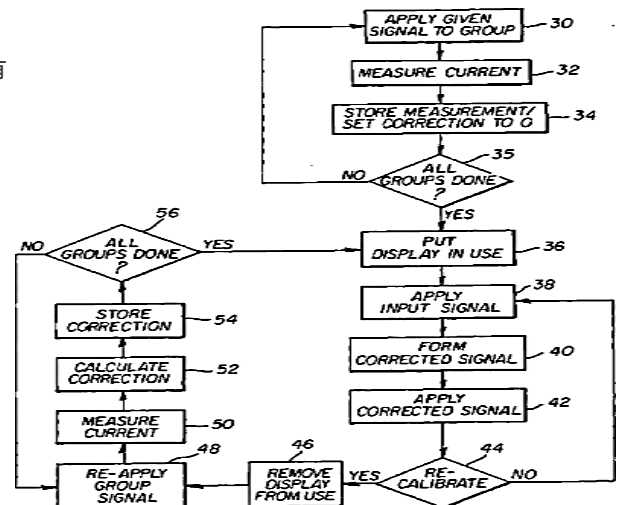 APPLY GIVEN
SIGNAL TO GROUP
30
MEASURE CURRENT
32
STORE MEASUREMENT/
SET CORRECTION TO 0
34
35
ALL
GROUPS DONE
?
NO
YES
PUT
DISPLAY IN USE
36
APPLY
INPUT SIGNAL
38
FORM
CORRECTED SIGNAL
40
APPLY
CORRECTED SIGNAL
42
RE-
CALIBRATE
44
NO
YES
46
REMOVE
DISPLAY
FROM USE
48
RE-APPLY
GROUP
SIGNAL
MEASURE
CURRENT
50
CALCULATE
CORRECTION
52
STORE
CORRECTION
54
56
ALL
GROUPS DONE
?
NO
YES